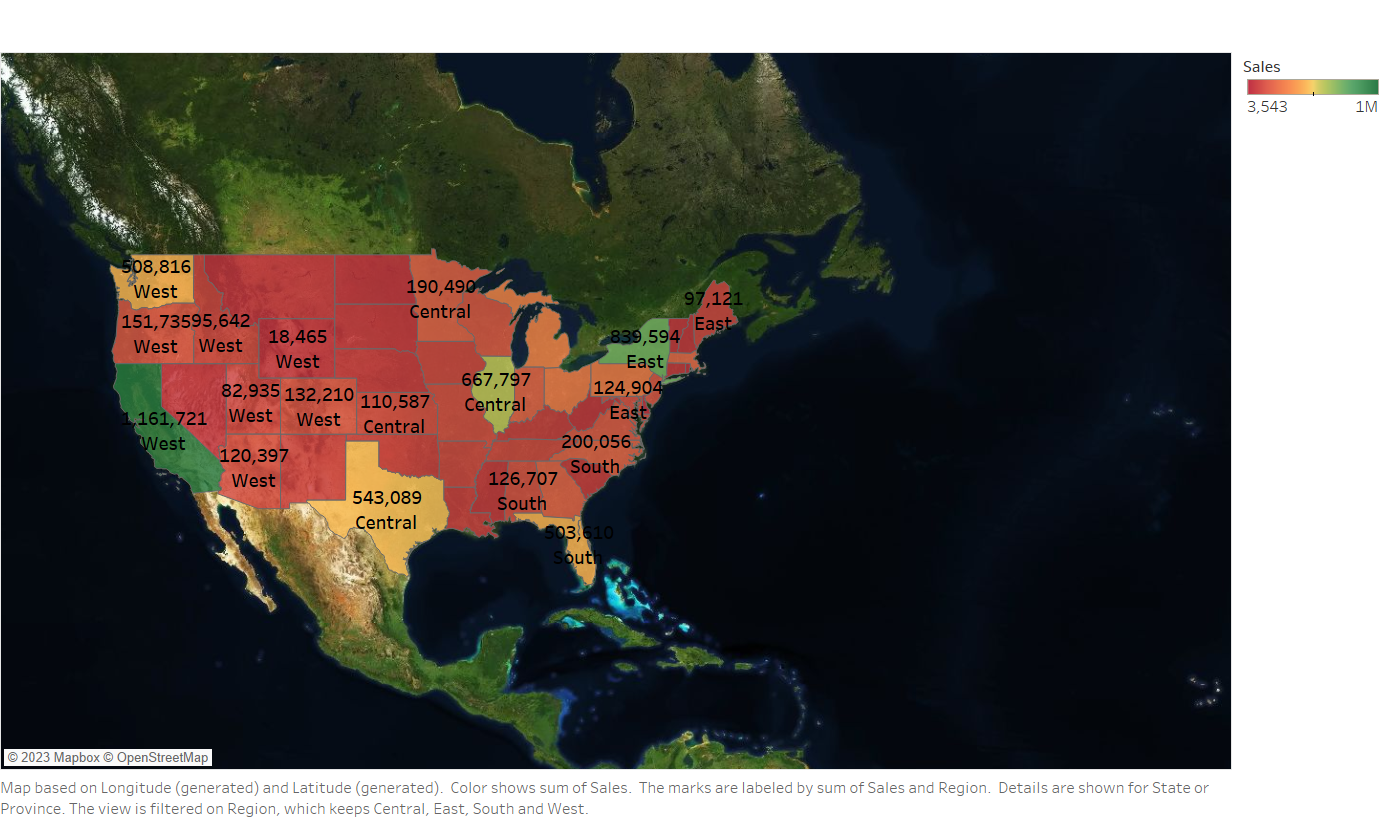 Sales
3,543 1M
508,816
West
190,490
Central
97,121
East
151,735
West
95,642
West
18,465
West
839,594
East
667,797
Central
124,904
East
82,935
West
132,210
West
110,587
Central
1,161,721
West
200,056
South
120,397
West
126,707
South
543,089
Central
503,610
South
© 2023 Mapbox © OpenStreetMap
Map based on Longitude (generated) and Latitude (generated).  Color shows sum of Sales.  The marks are labeled by sum of Sales and Region.  Details are shown for State or
Province. The view is filtered on Region, which keeps Central, East, South and West.